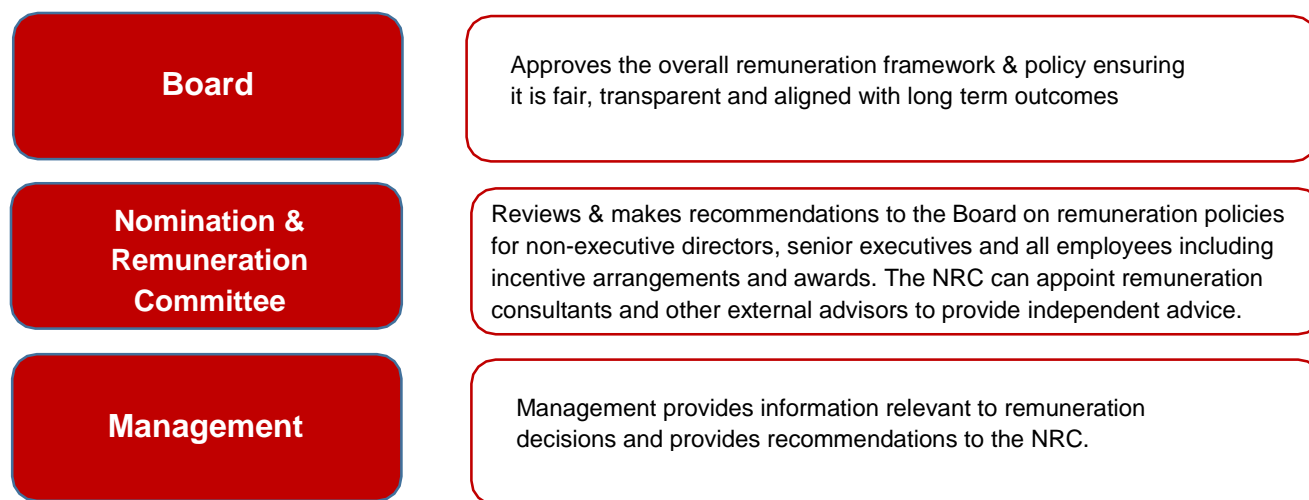 Board
Approves the overall remuneration framework & policy ensuring
it is fair, transparent and aligned with long term outcomes
Nomination &
Remuneration
Committee
Reviews & makes recommendations to the Board on remuneration policies
for non-executive directors, senior executives and all employees including
incentive arrangements and awards. The NRC can appoint remuneration
consultants and other external advisors to provide independent advice.
Management
Management provides information relevant to remuneration
decisions and provides recommendations to the NRC.